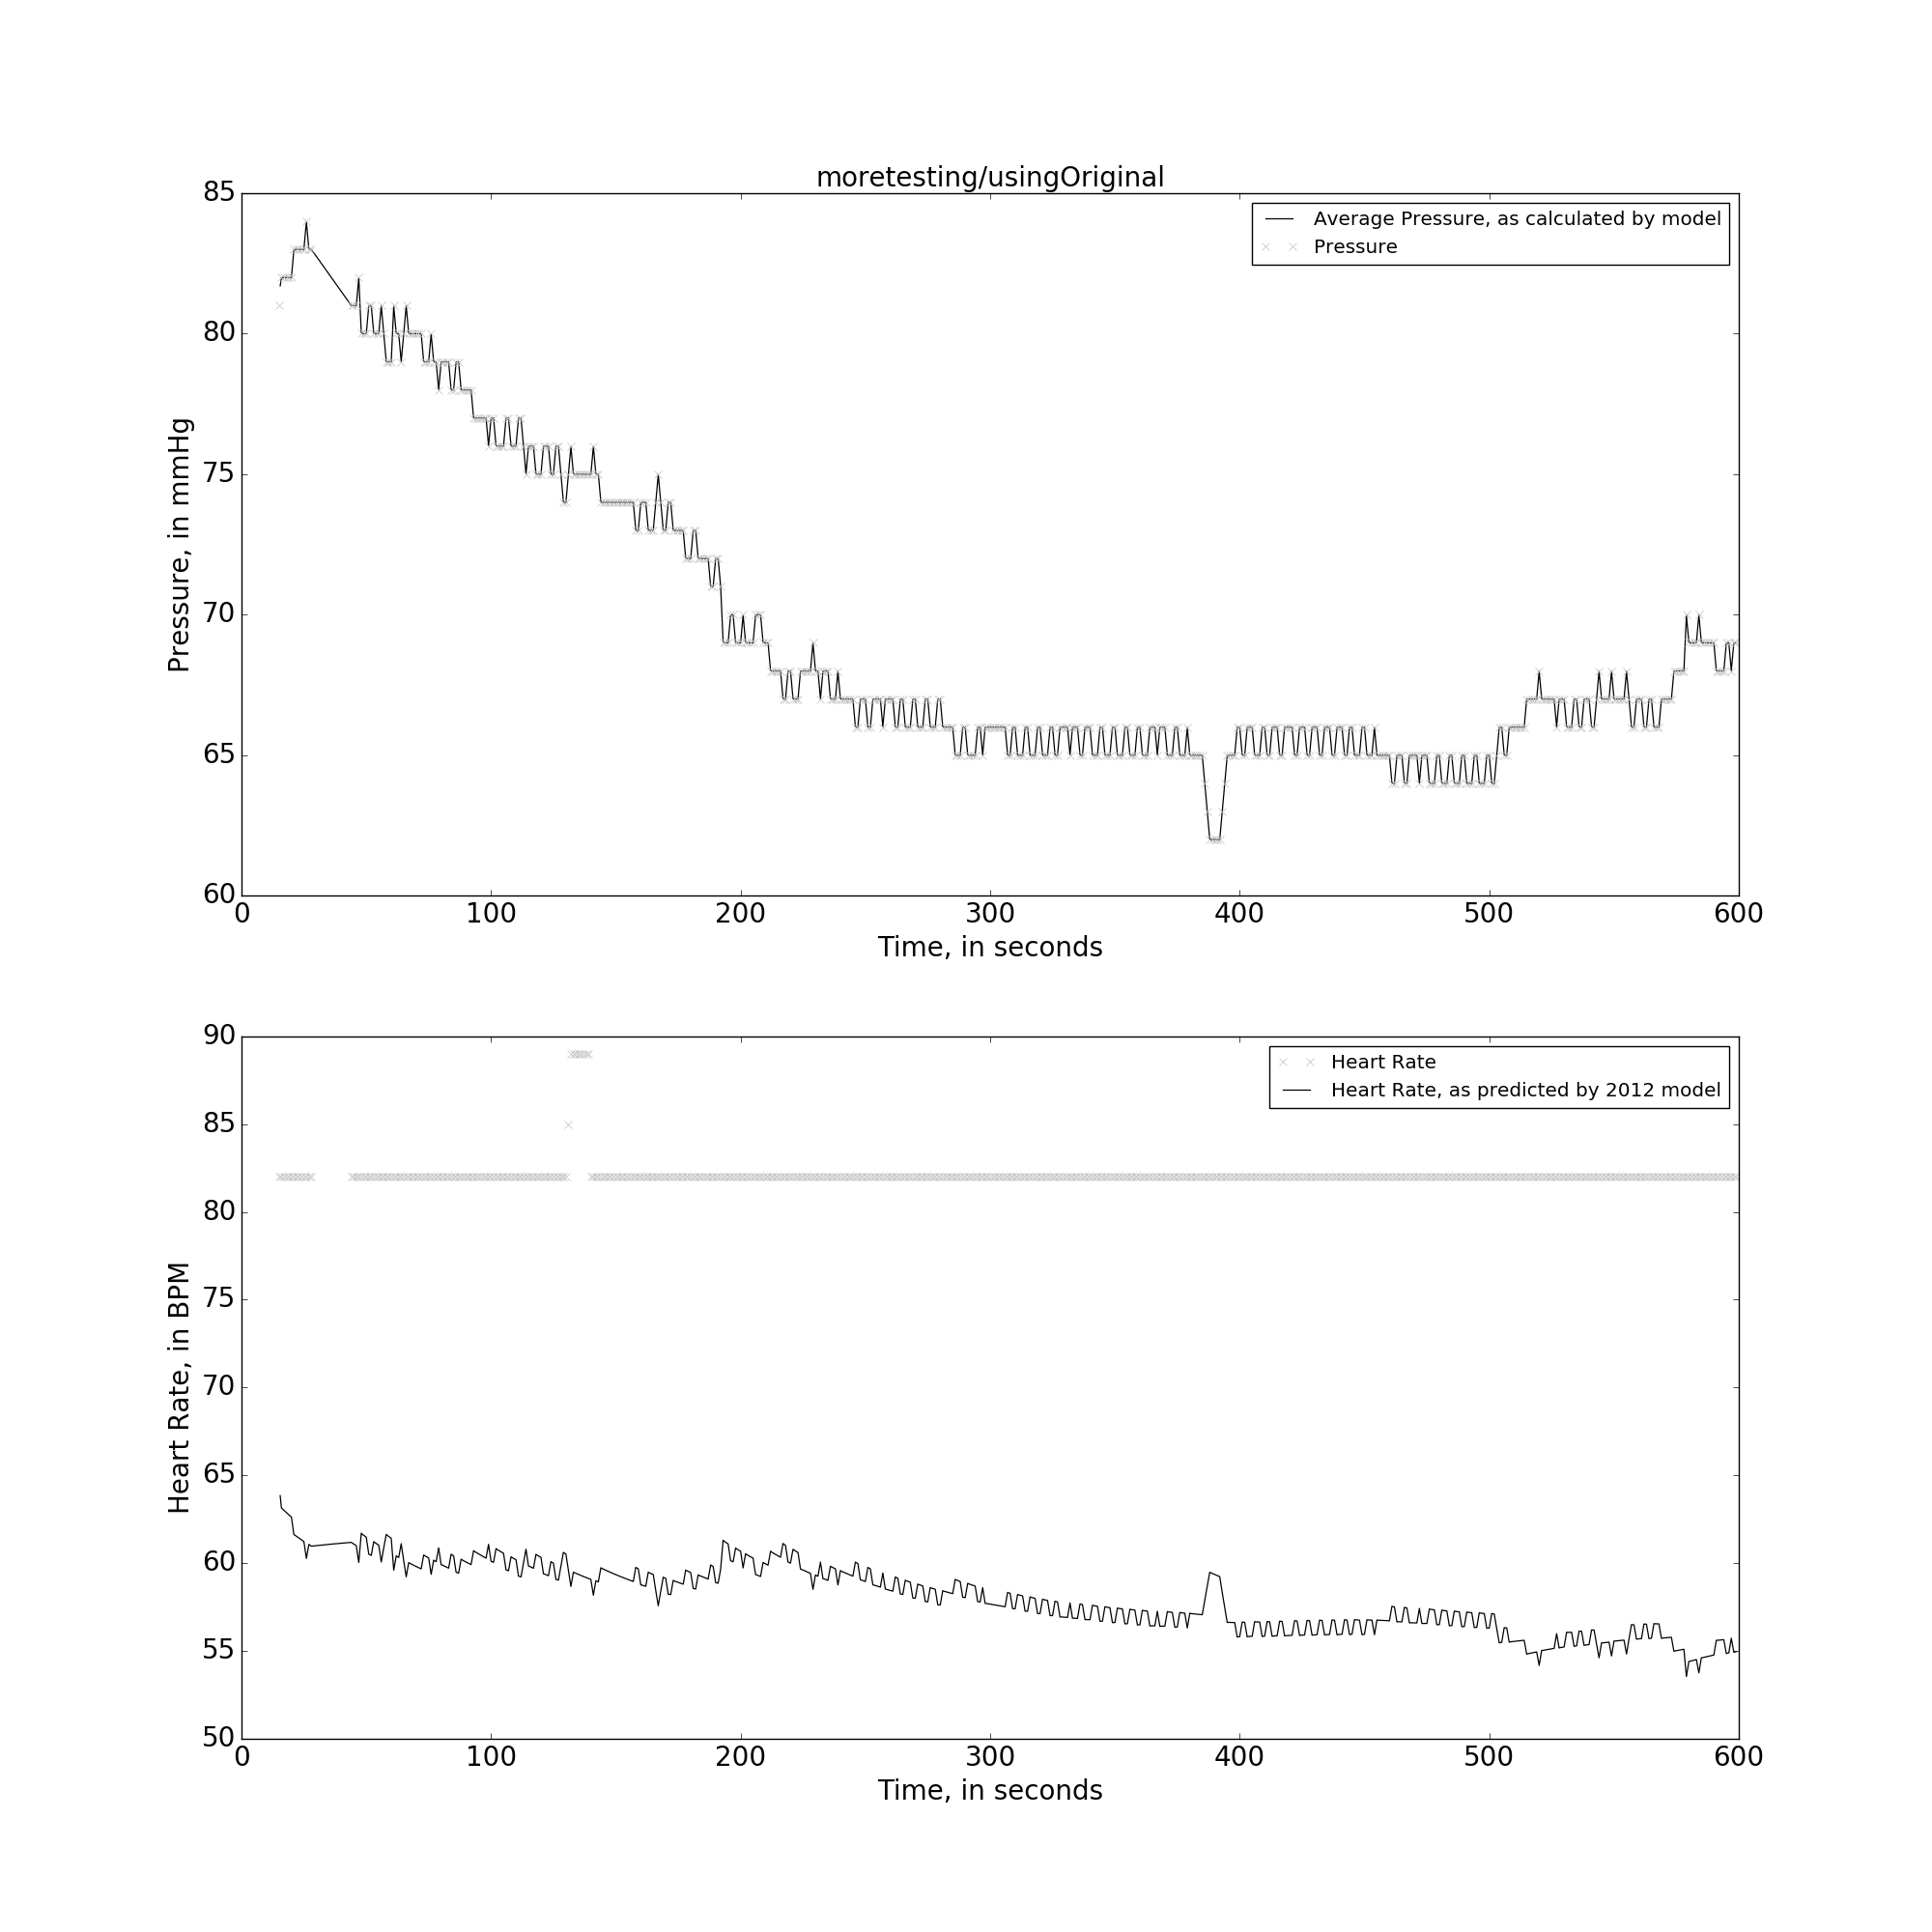 moretesting/usingOriginal
85
80
75
70
65
60
Pressure, in mmHg
Average Pressure, as calculated by model
Pressure
0 100 200 300 400 500 600
Time, in seconds
90
85
80
75
70
65
60
55
50
Heart Rate, in BPM
Heart Rate
Heart Rate, as predicted by 2012 model
0 100 200 300 400 500 600
Time, in seconds